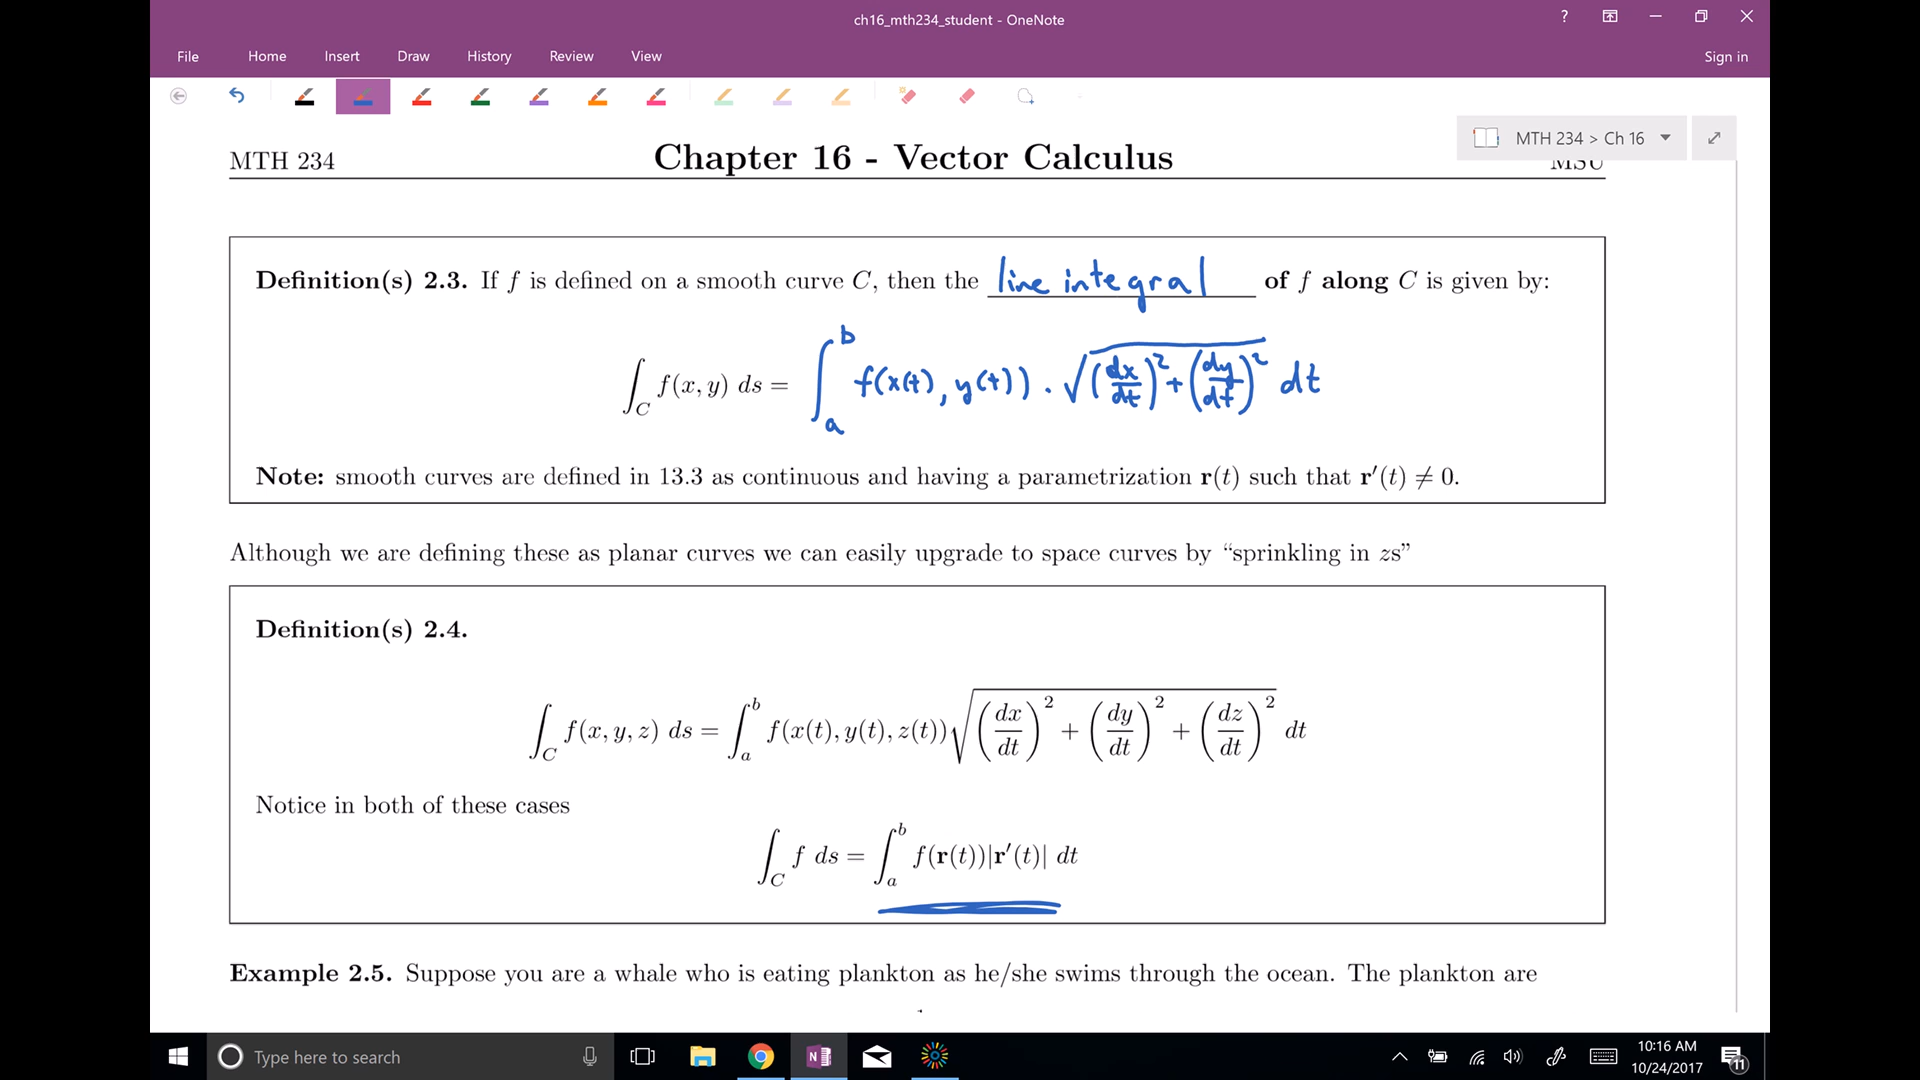 ch16_mth234_student - OneNote
?
File Home Insert Draw History Review View Sign in
MTH 234 > Ch 16
MTH 234 Chapter 16 - Vector Calculus MSU
Definition(s) 2.3. If f is defined on a smooth curve C, then the line integral of f along C is given by:
∫_C f(x, y) ds = ∫_a^b f(x(t), y(t)) · √((dx/dt)² + (dy/dt)²) dt
Note: smooth curves are defined in 13.3 as continuous and having a parametrization r(t) such that r′(t) ≠ 0.
Although we are defining these as planar curves we can easily upgrade to space curves by “sprinkling in zs”
Definition(s) 2.4.
∫_C f(x, y, z) ds = ∫_a^b f(x(t), y(t), z(t)) √((dx/dt)² + (dy/dt)² + (dz/dt)²) dt
Notice in both of these cases
∫_C f ds = ∫_a^b f(r(t))|r′(t)| dt
Example 2.5. Suppose you are a whale who is eating plankton as he/she swims through the ocean. The plankton are
Type here to search
10:16 AM
10/24/2017
11